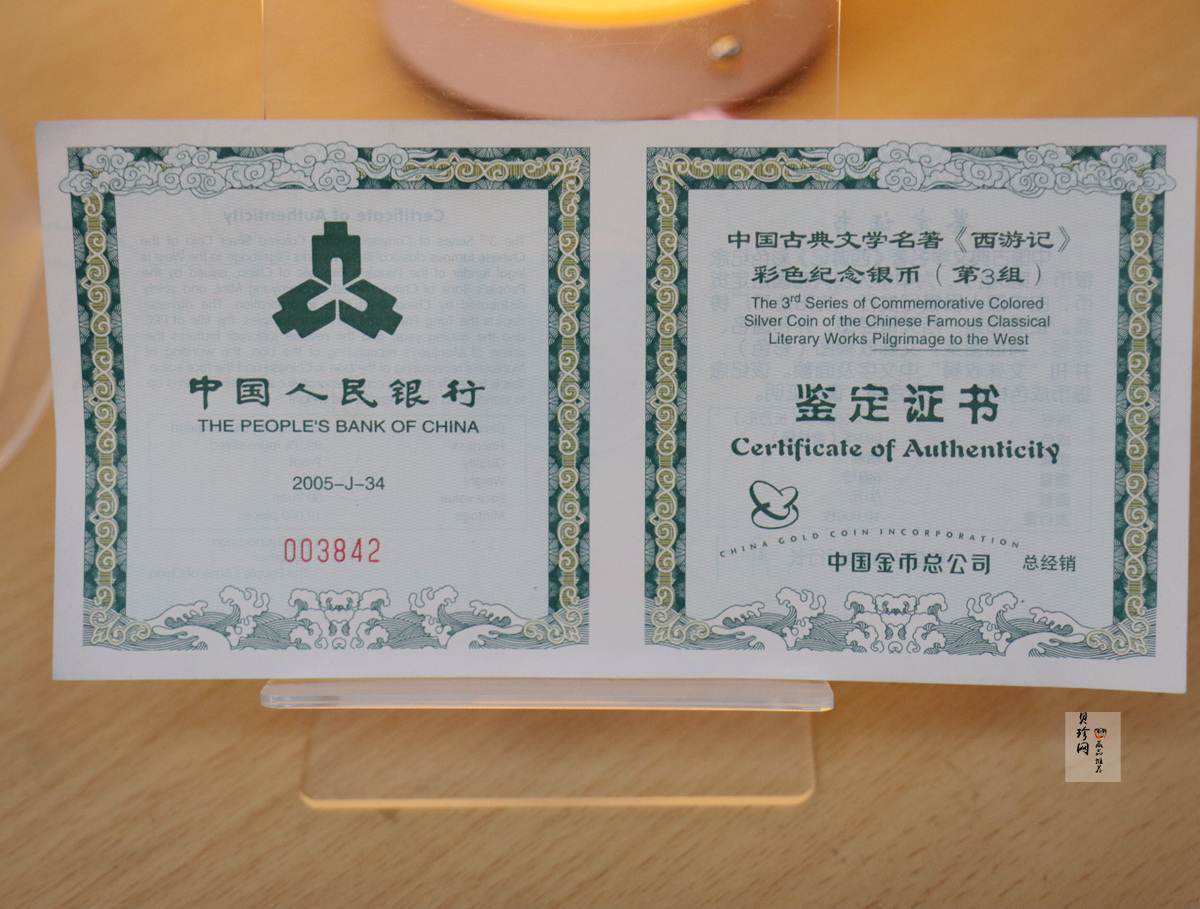 中国人民银行
THE PEOPLE'S BANK OF CHINA
2005-J-34
003842
中国古典文学名著《西游记》
彩色纪念银币（第3组）
The 3rd Series of Commemorative Colored
Silver Coin of the Chinese Famous Classical
Literary Works Pilgrimage to the West
鉴定证书
Certificate of Authenticity
CHINA GOLD COIN INCORPORATION
中国金币总公司 总经销
贝珍网